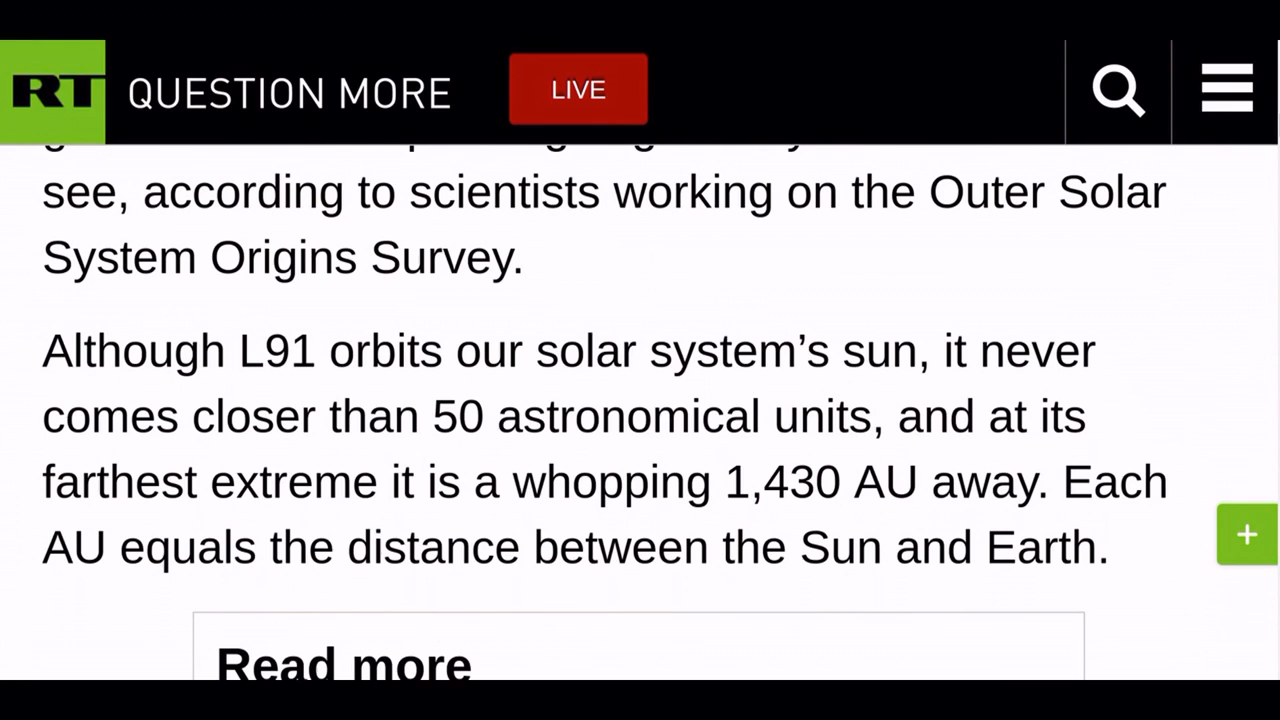 RT QUESTION MORE LIVE
see, according to scientists working on the Outer Solar
System Origins Survey.
Although L91 orbits our solar system’s sun, it never
comes closer than 50 astronomical units, and at its
farthest extreme it is a whopping 1,430 AU away. Each
AU equals the distance between the Sun and Earth.
+
Read more